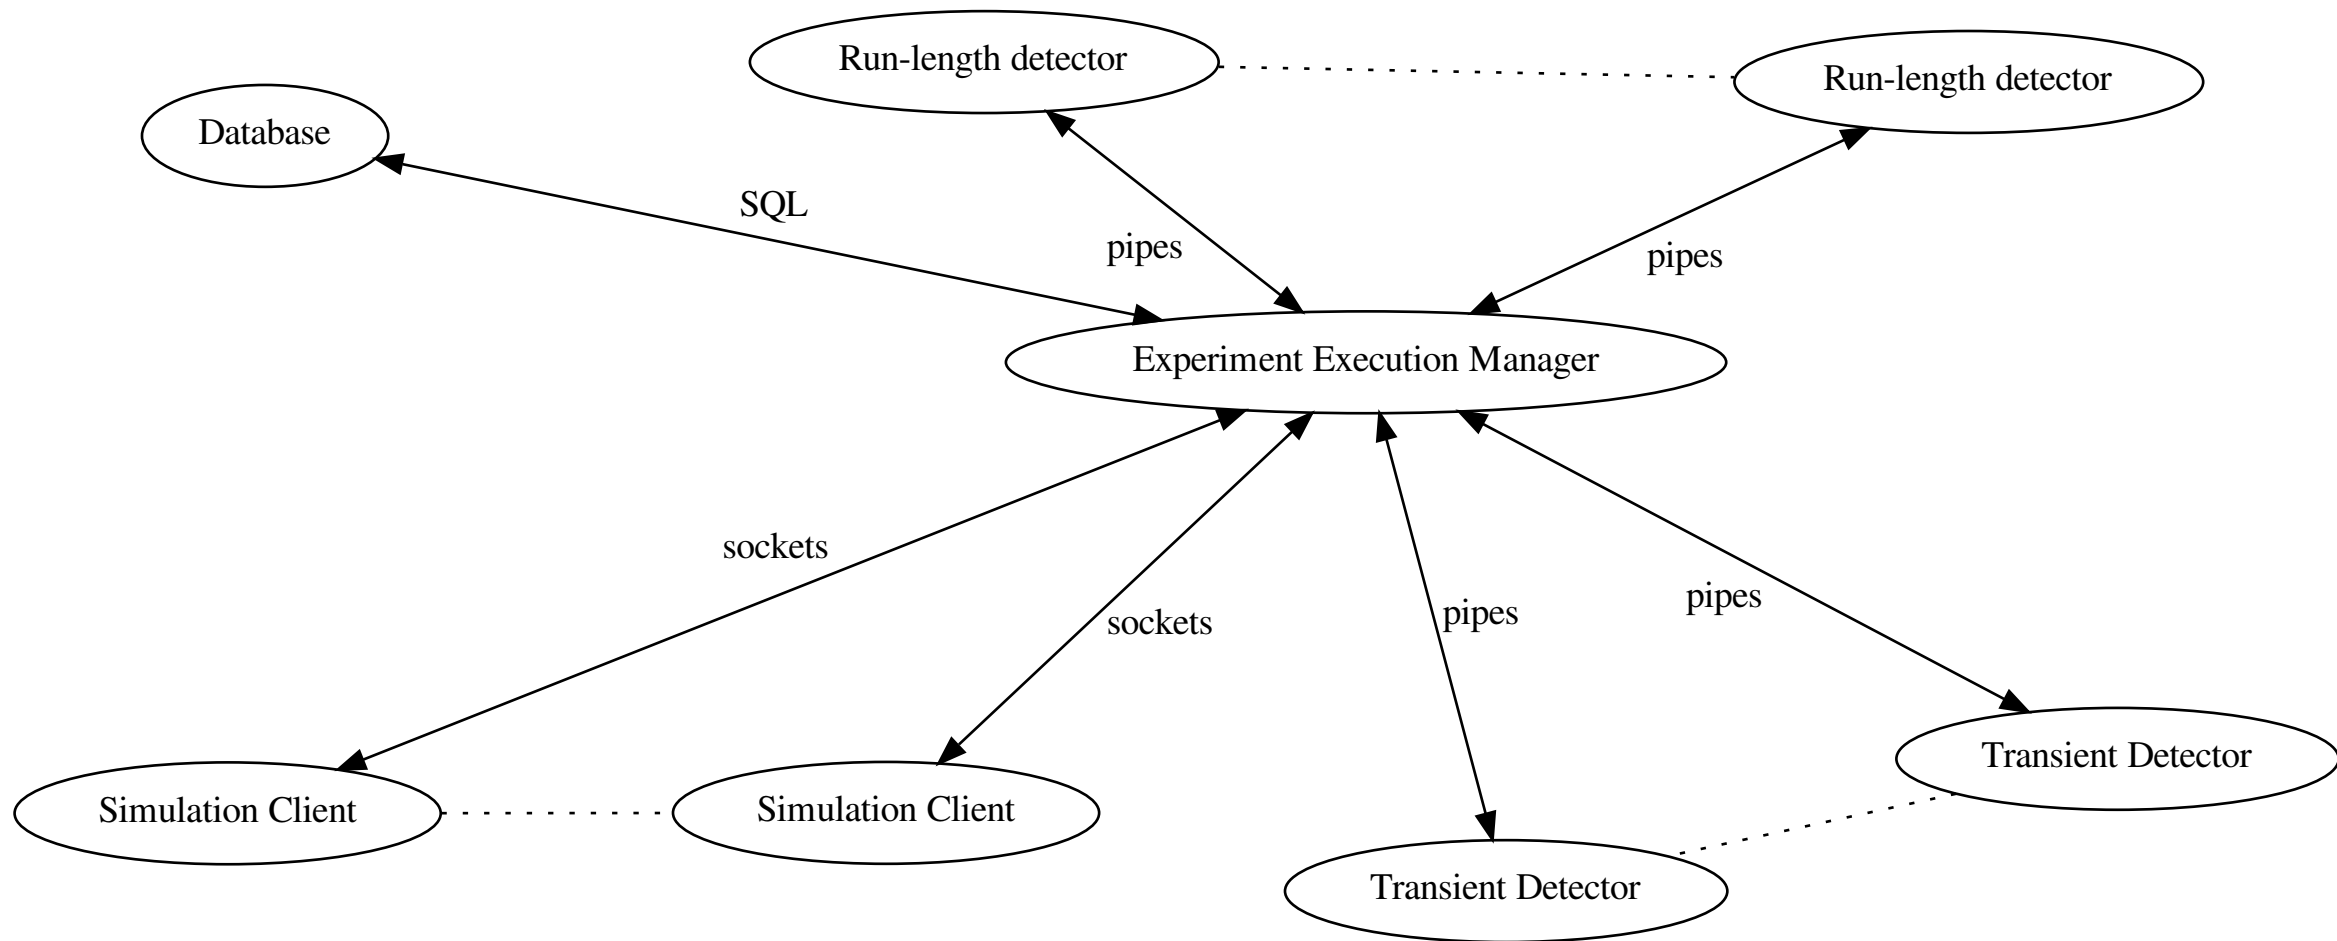 Run-length detector
Run-length detector
Database
SQL
pipes
pipes
Experiment Execution Manager
sockets
sockets
pipes
pipes
Transient Detector
Simulation Client
Simulation Client
Transient Detector